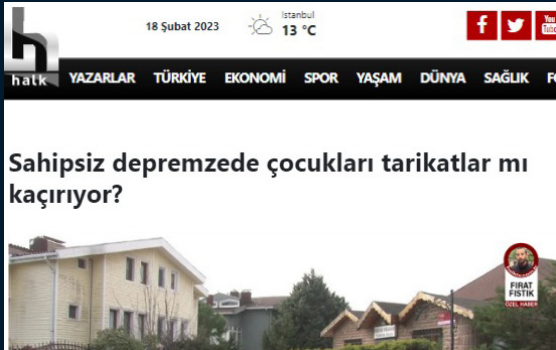 18 Şubat 2023
İstanbul
13 °C
halk
YAZARLAR TÜRKİYE EKONOMİ SPOR YAŞAM DÜNYA SAĞLIK
Sahipsiz depremzede çocukları tarikatlar mı
kaçırıyor?
FIRAT
FISTIK
ÖZEL HABER